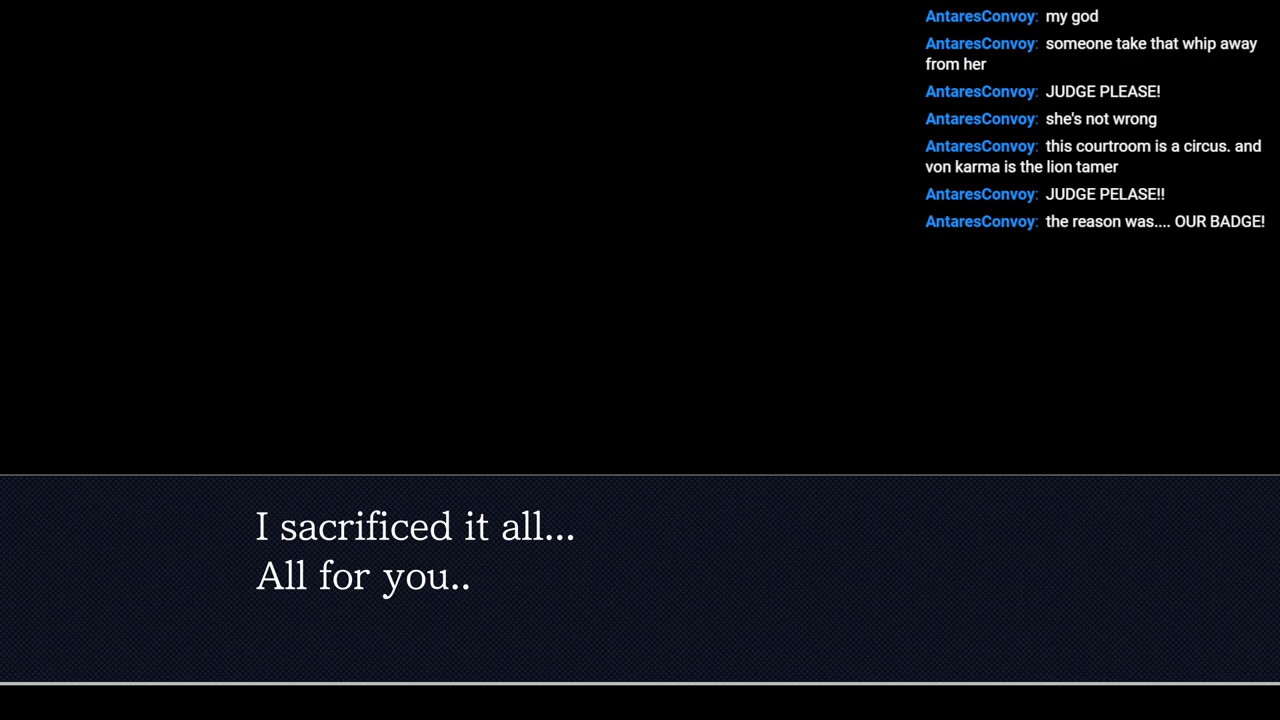 AntaresConvoy: my god
AntaresConvoy: someone take that whip away
from her
AntaresConvoy: JUDGE PLEASE!
AntaresConvoy: she's not wrong
AntaresConvoy: this courtroom is a circus. and
von karma is the lion tamer
AntaresConvoy: JUDGE PELASE!!
AntaresConvoy: the reason was.... OUR BADGE!
I sacrificed it all...
All for you..